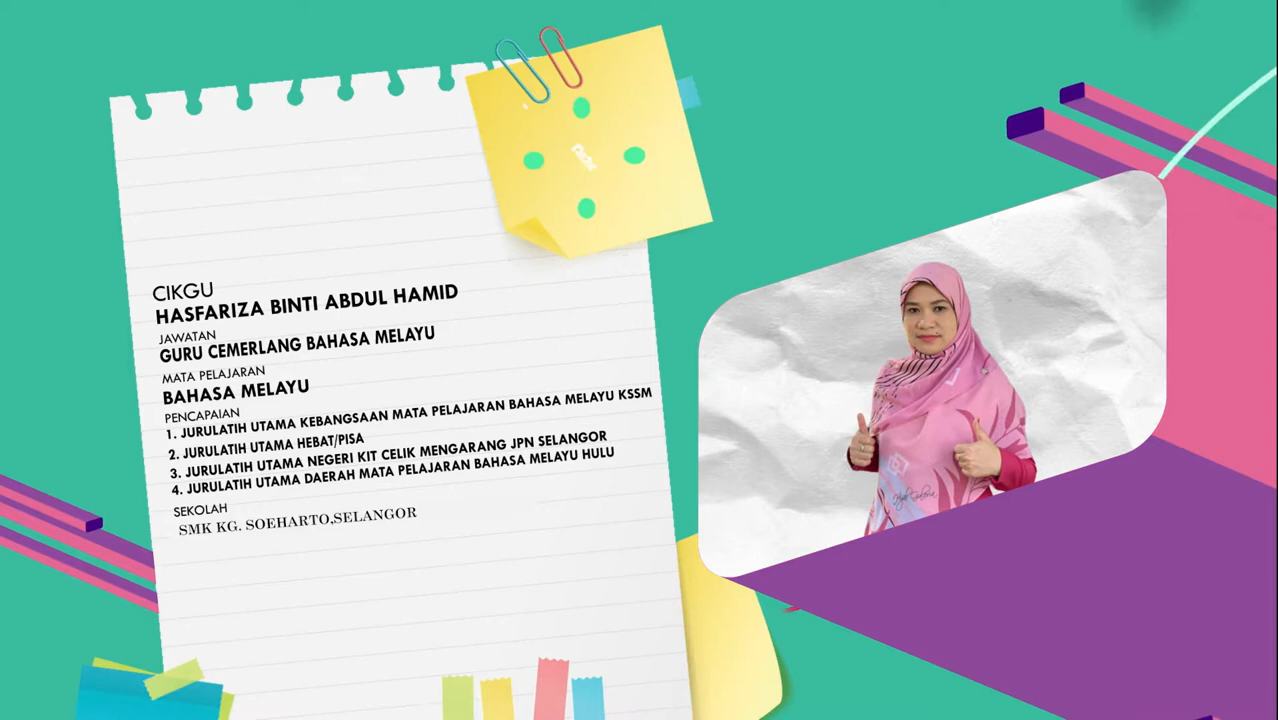 CIKGU
HASFARIZA BINTI ABDUL HAMID
JAWATAN
GURU CEMERLANG BAHASA MELAYU
MATA PELAJARAN
BAHASA MELAYU
PENCAPAIAN
1. JURULATIH UTAMA KEBANGSAAN MATA PELAJARAN BAHASA MELAYU KSSM
2. JURULATIH UTAMA HEBAT/PISA
3. JURULATIH UTAMA NEGERI KIT CELIK MENGARANG JPN SELANGOR
4. JURULATIH UTAMA DAERAH MATA PELAJARAN BAHASA MELAYU HULU
SEKOLAH
SMK KG. SOEHARTO,SELANGOR